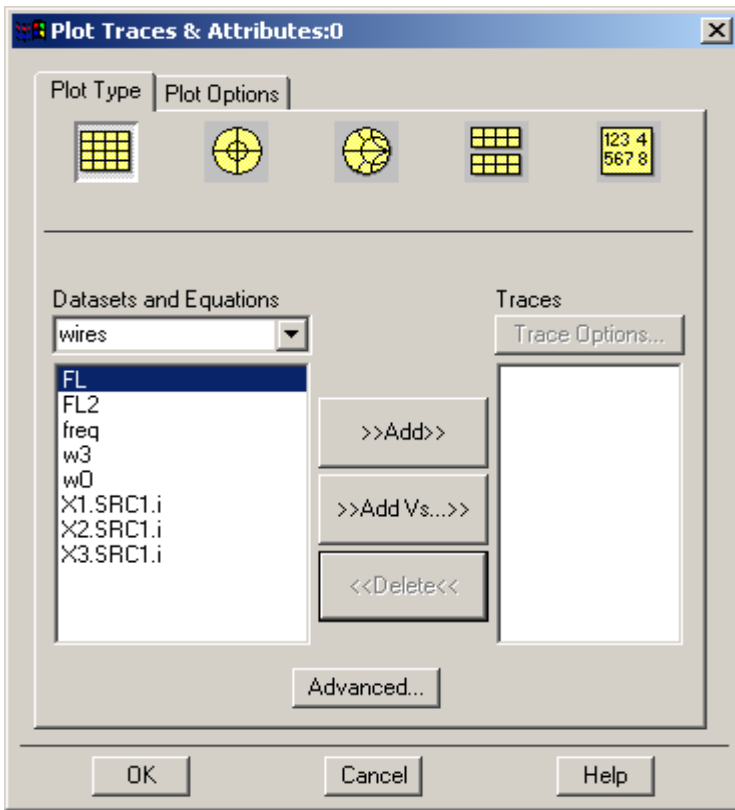 Plot Traces & Attributes:0
Plot Type
Plot Options
123 4
567 8
Datasets and Equations
Traces
wires
Trace Options...
FL
FL2
freq
w3
w0
X1.SRC1.i
X2.SRC1.i
X3.SRC1.i
>>Add>>
>>Add Vs...>>
<<Delete<<
Advanced...
OK
Cancel
Help